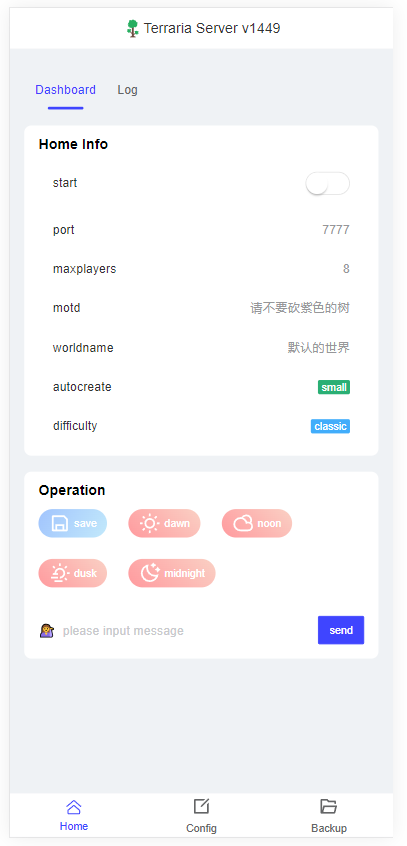 Terraria Server v1449
Dashboard Log
Home Info
start
port 7777
maxplayers 8
motd 请不要砍紫色的树
worldname 默认的世界
autocreate small
difficulty classic
Operation
save dawn noon
dusk midnight
please input message send
Home Config Backup